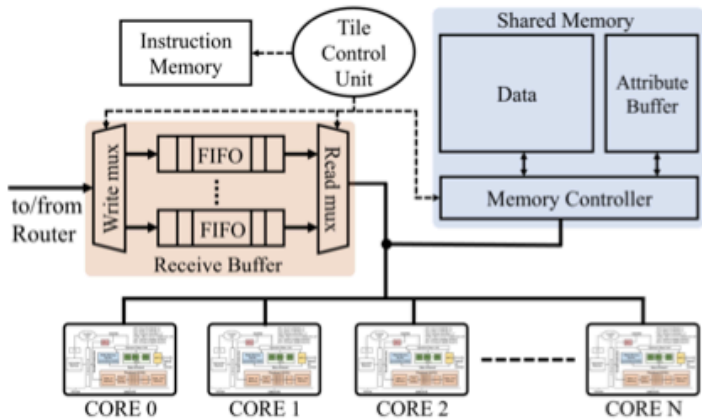 Shared Memory
Instruction
Memory
Tile
Control
Unit
Data
Attribute
Buffer
Write mux
FIFO
FIFO
Read mux
Memory Controller
to/from
Router
Receive Buffer
CORE 0
CORE 1
CORE 2
CORE N